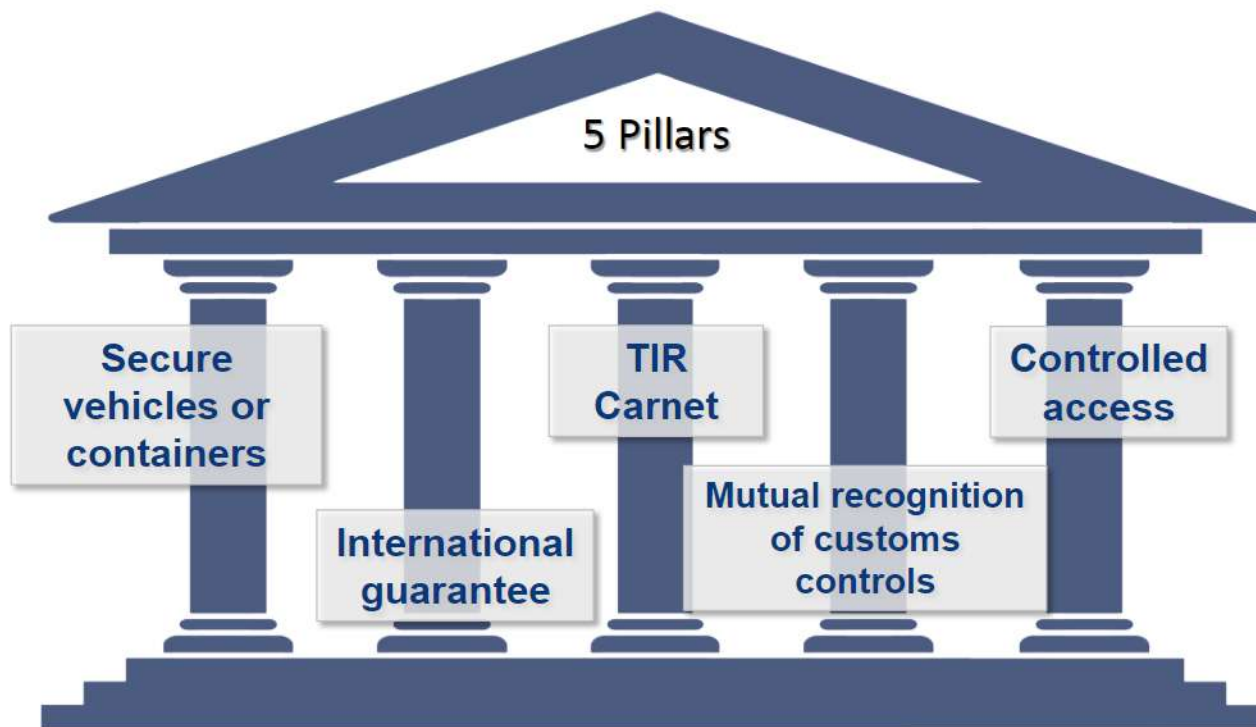 5 Pillars
Secure
vehicles or
containers
International
guarantee
TIR
Carnet
Mutual recognition
of customs
controls
Controlled
access